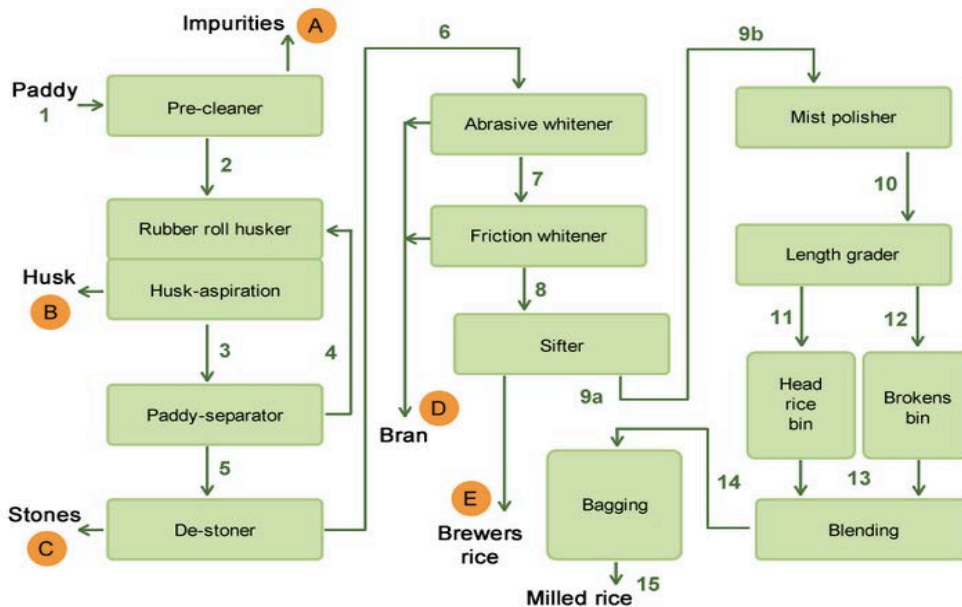 Impurities A
Paddy
1
Pre-cleaner
2
Rubber roll husker
Husk-aspiration
Husk
B
3
4
Paddy-separator
5
De-stoner
Stones
C
6
Abrasive whitener
7
Friction whitener
8
Sifter
9a
D
Bran
E
Brewers
rice
9b
Mist polisher
10
Length grader
11
12
Head
rice
bin
Brokens
bin
13
Blending
14
Bagging
15
Milled rice